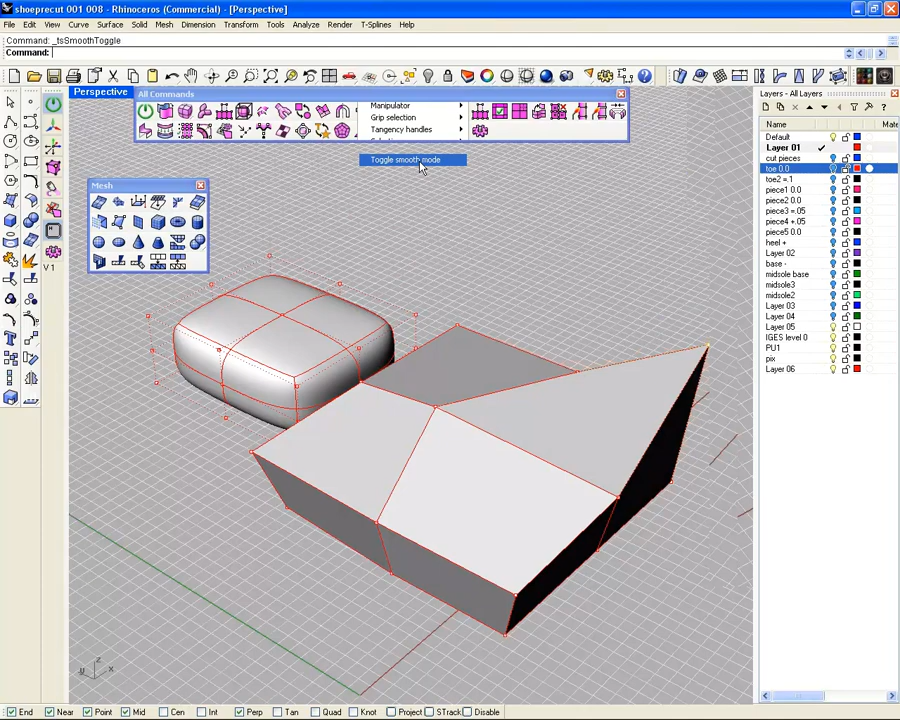 shoeprecut 001 008 - Rhinoceros (Commercial) - [Perspective]
File Edit View Curve Surface Solid Mesh Dimension Transform Tools Analyze Render T-Splines Help
Command: _tsSmoothToggle
Command:
Perspective
All Commands
Manipulator
Grip selection
Tangency handles
Toggle smooth mode
Mesh
V1
z
x
Layers - All Layers
Name Mate
Default
Layer 01
cut pieces
toe 0.0
toe2 =.1
piece1 0.0
piece2 0.0
piece3 =.05
piece4 +.05
piece5 0.0
heel +
Layer 02
base -
midsole base
midsole3
midsole2
Layer 03
Layer 04
Layer 05
IGES level 0
PU1
pix
Layer 06
End Near Point Mid Cen Int Perp Tan Quad Knot Project STrack Disable